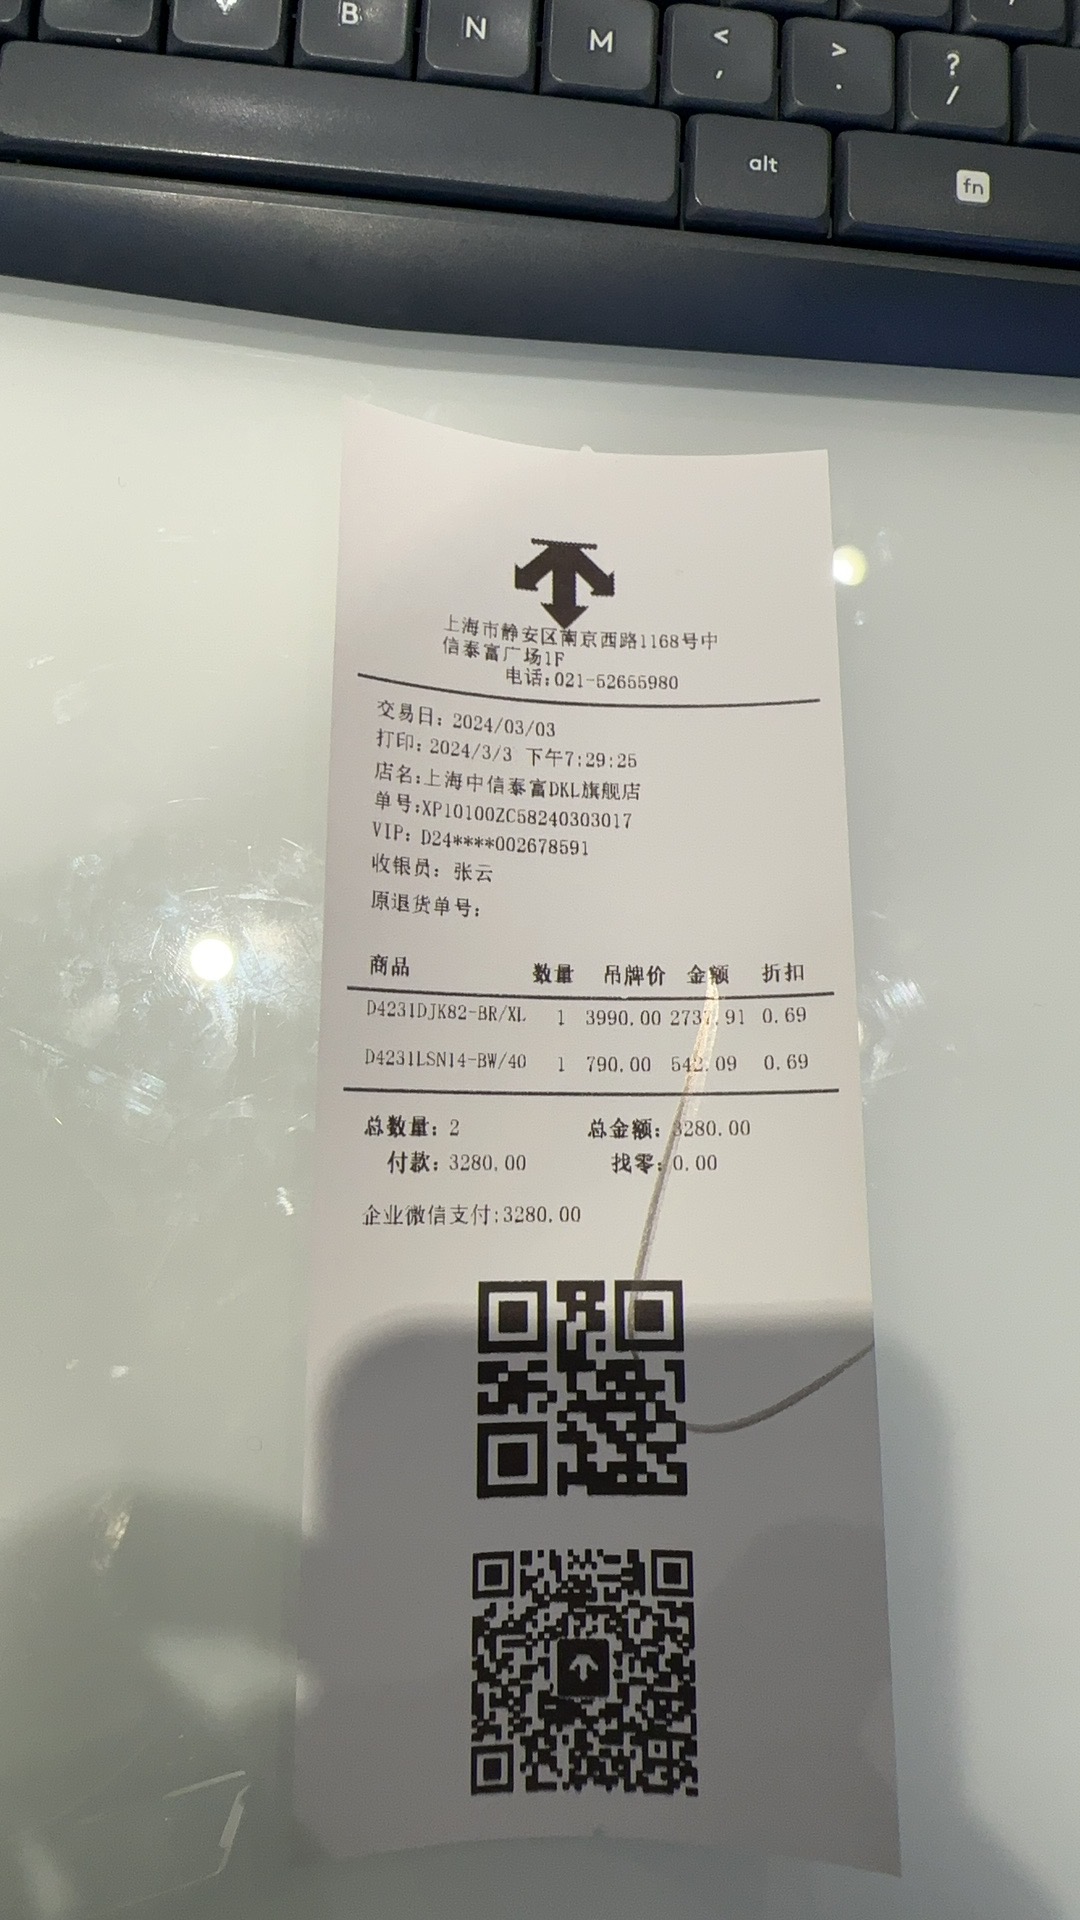 B
N
M
<
,
>
.
?
/
alt
fn
上海市静安区南京西路1168号中
信泰富广场1F
电话:021-52655980
交易日: 2024/03/03
打印: 2024/3/3 下午7:29:25
店名:上海中信泰富DKL旗舰店
单号:XP10100ZC58240303017
VIP: D24****002678591
收银员: 张云
原退货单号:
商品 数量 吊牌价 金额 折扣
D4231DJK82-BR/XL 1 3990.00 2737.91 0.69
D4231LSN14-BW/40 1 790.00 542.09 0.69
总数量: 2 总金额: 3280.00
付款: 3280.00 找零: 0.00
企业微信支付:3280.00